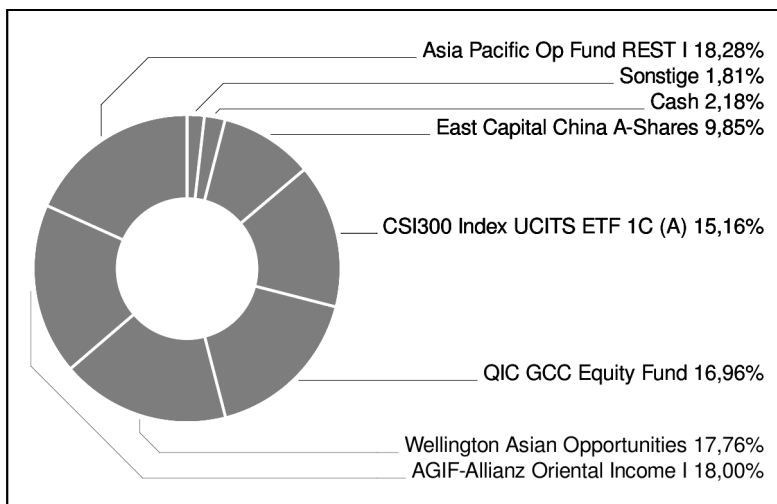 Asia Pacific Op Fund REST I 18,28%
Sonstige 1,81%
Cash 2,18%
East Capital China A-Shares 9,85%
CSI300 Index UCITS ETF 1C (A) 15,16%
QIC GCC Equity Fund 16,96%
Wellington Asian Opportunities 17,76%
AGIF-Allianz Oriental Income I 18,00%